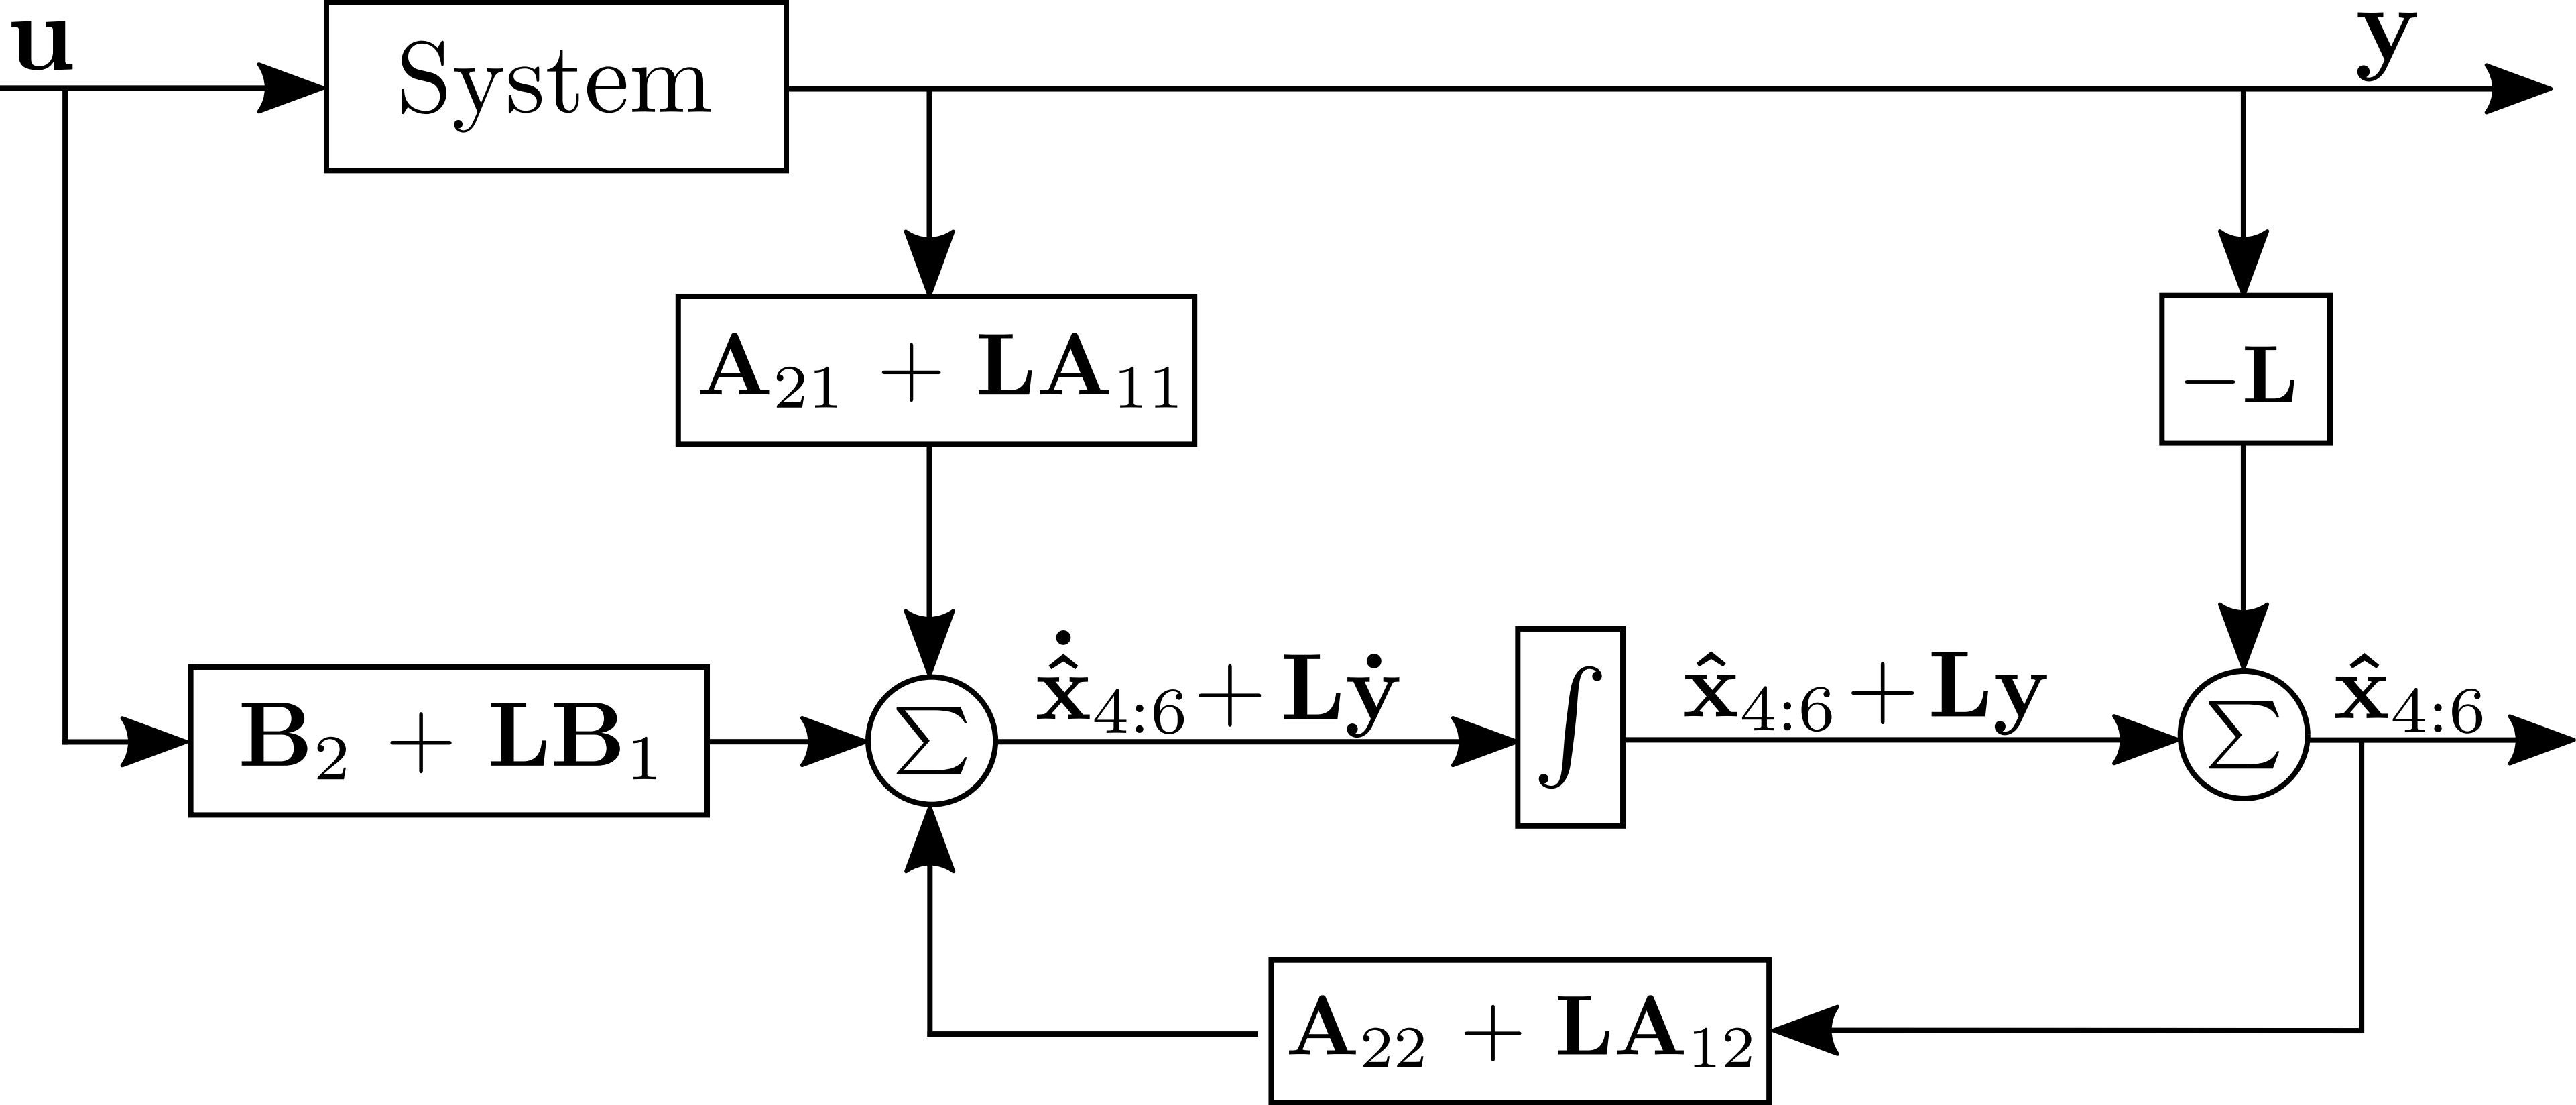 u
System
y
A₂₁ + LA₁₁
−L
B₂ + LB₁
∑
x̂̇₄:₆ + Lẏ
∫
x̂₄:₆ + Ly
∑
x̂₄:₆
A₂₂ + LA₁₂